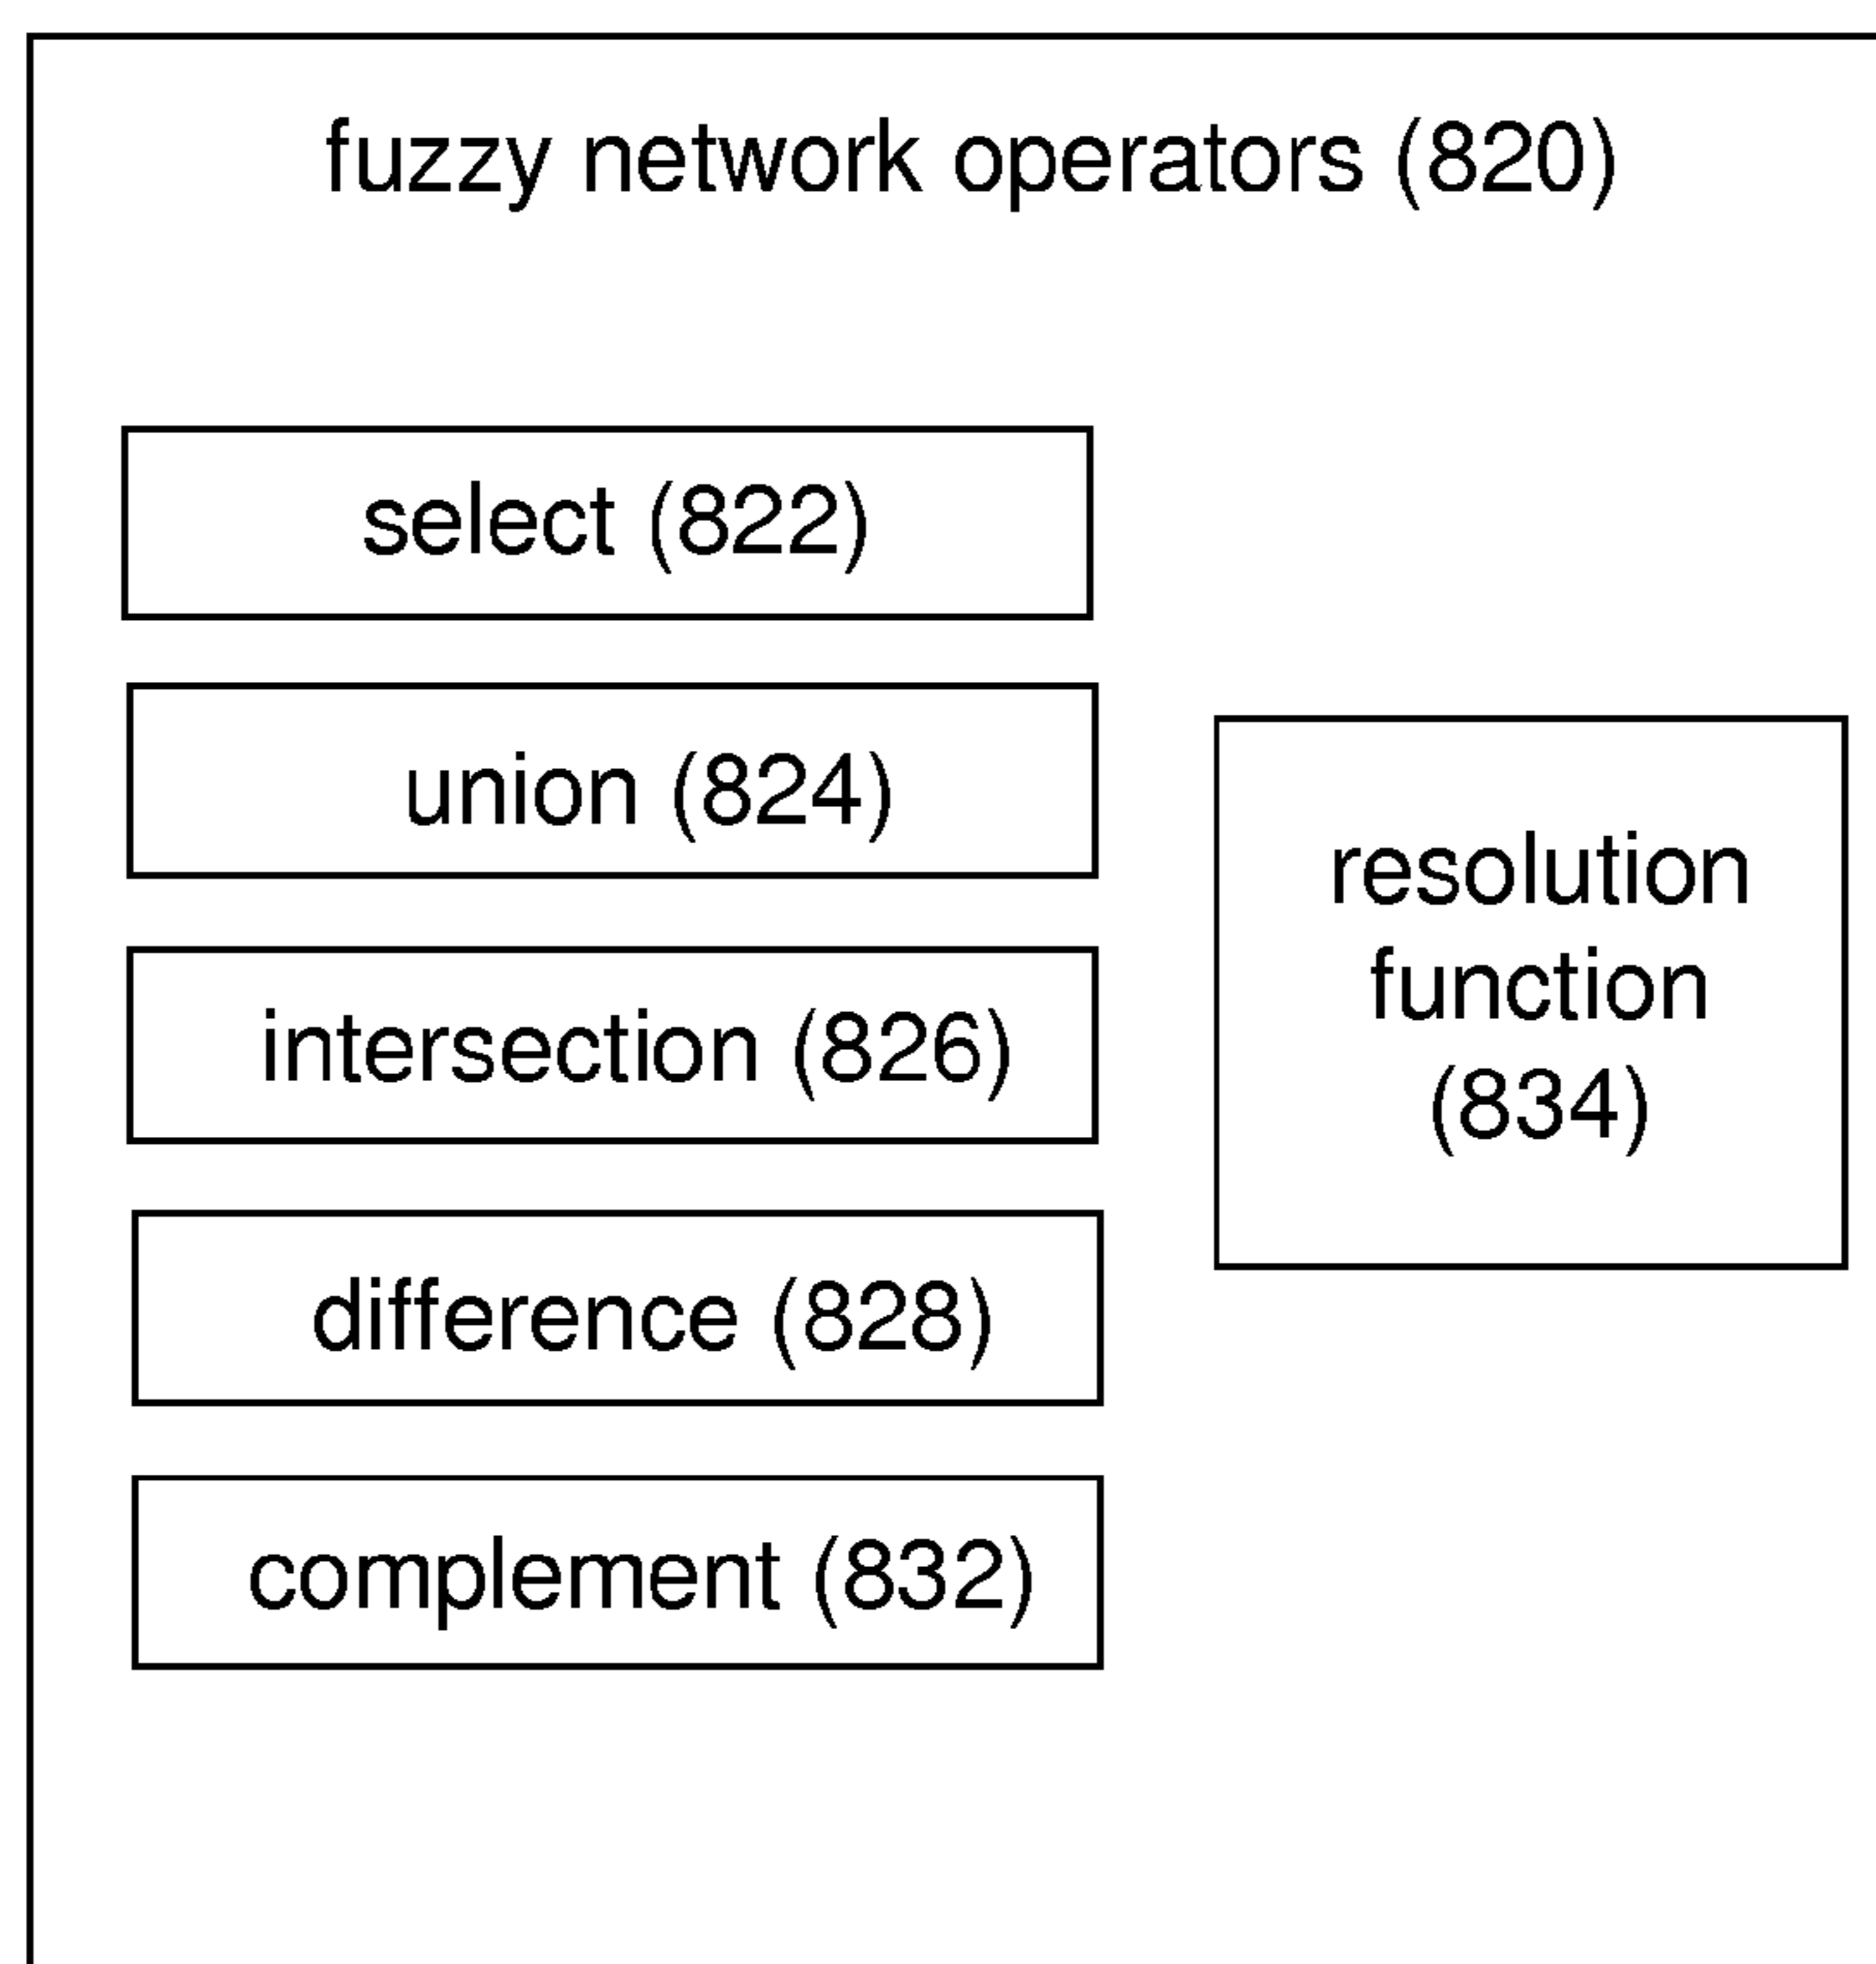 fuzzy network operators (820)
select (822)
union (824)
intersection (826)
difference (828)
complement (832)
resolution
function
(834)